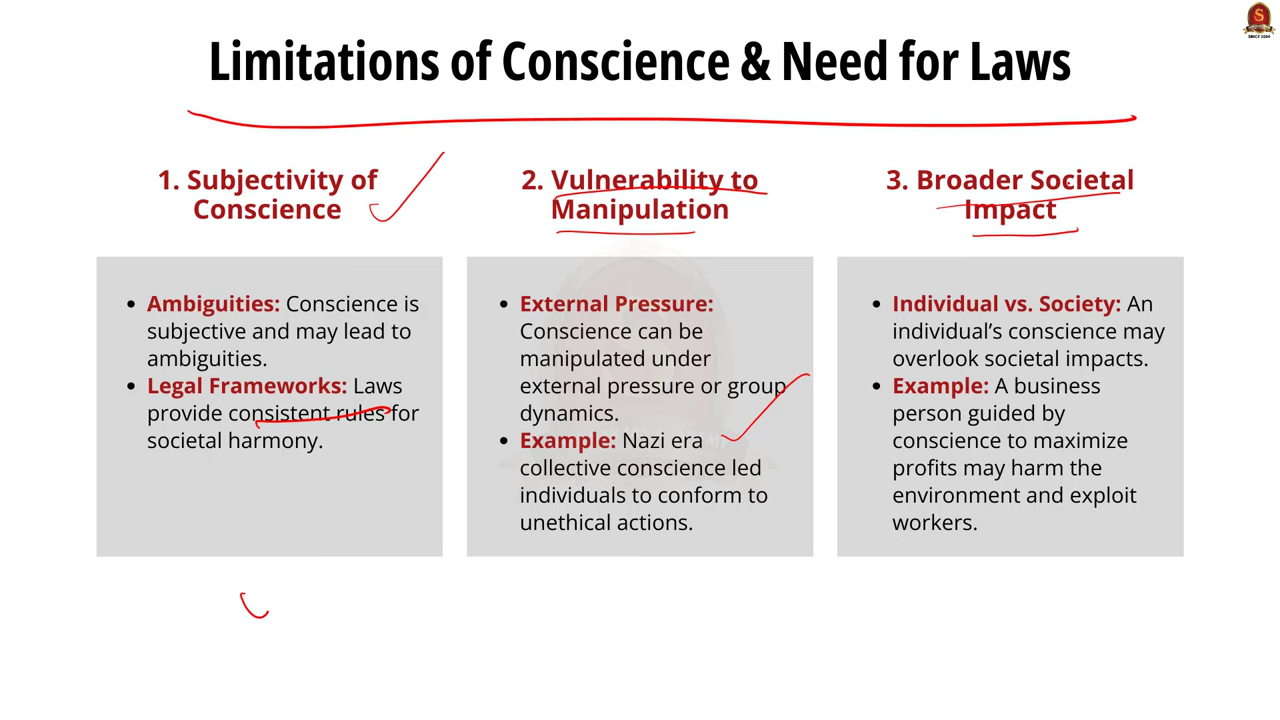 Limitations of Conscience & Need for Laws
S
SINCE 2004
1. Subjectivity of
Conscience
• Ambiguities: Conscience is
subjective and may lead to
ambiguities.
• Legal Frameworks: Laws
provide consistent rules for
societal harmony.
2. Vulnerability to
Manipulation
• External Pressure:
Conscience can be
manipulated under
external pressure or group
dynamics.
• Example: Nazi era
collective conscience led
individuals to conform to
unethical actions.
3. Broader Societal
Impact
• Individual vs. Society: An
individual’s conscience may
overlook societal impacts.
• Example: A business
person guided by
conscience to maximize
profits may harm the
environment and exploit
workers.